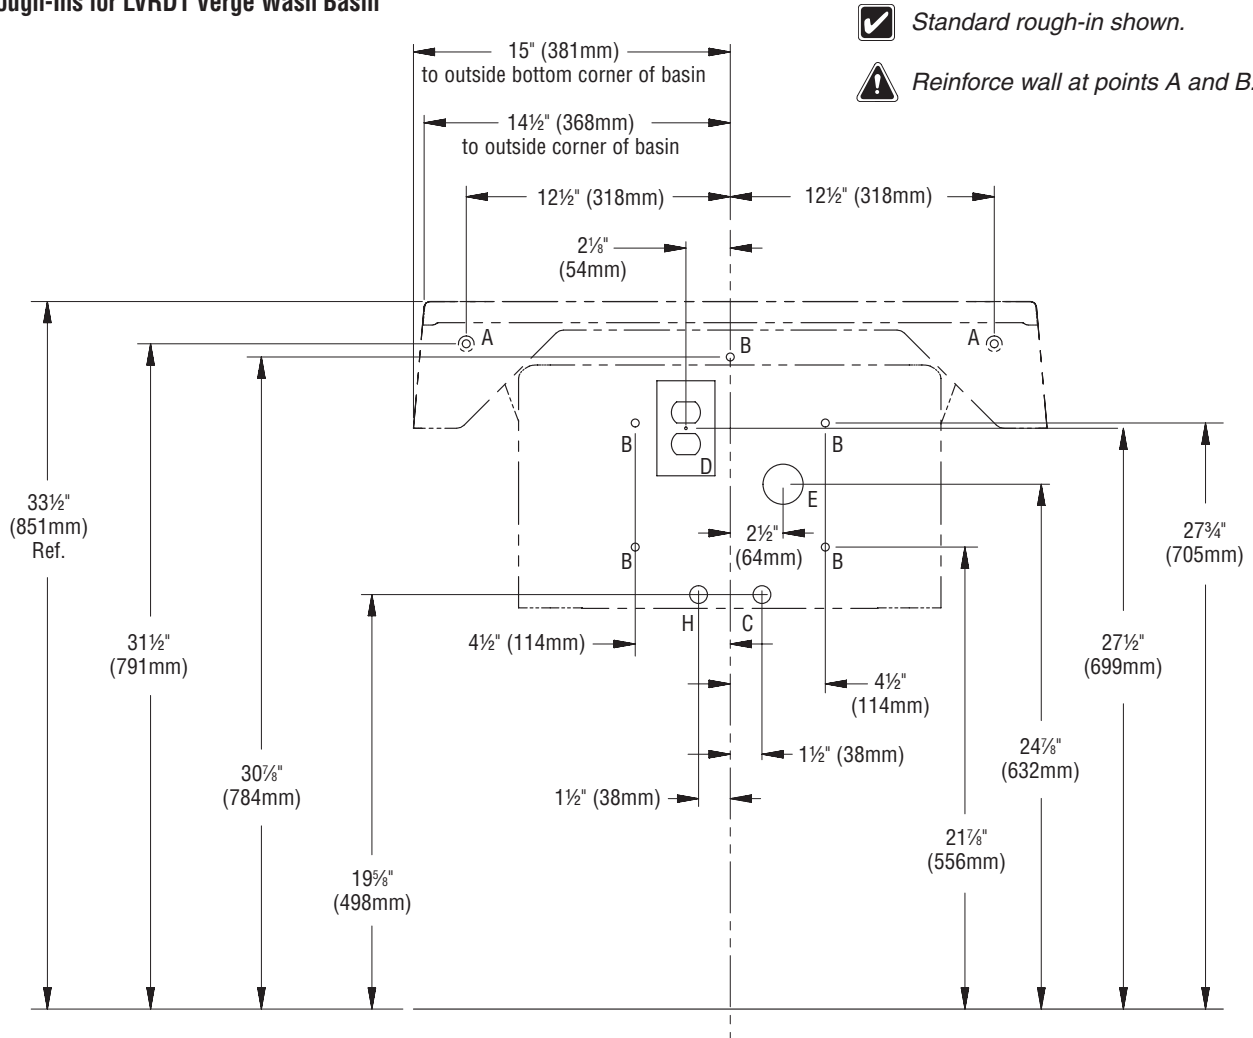 ough-ins for LVRD1 Verge Wash Basin
Standard rough-in shown.
Reinforce wall at points A and B.
15" (381mm)
to outside bottom corner of basin
14½" (368mm)
to outside corner of basin
12½" (318mm)
12½" (318mm)
2⅛"
(54mm)
A
A
B
B
B
D
E
33½"
(851mm)
Ref.
2½"
(64mm)
27¾"
(705mm)
B
B
H
C
31½"
(791mm)
4½" (114mm)
27½"
(699mm)
4½"
(114mm)
30⅞"
(784mm)
1½" (38mm)
24⅞"
(632mm)
1½" (38mm)
21⅞"
(556mm)
19⅝"
(498mm)